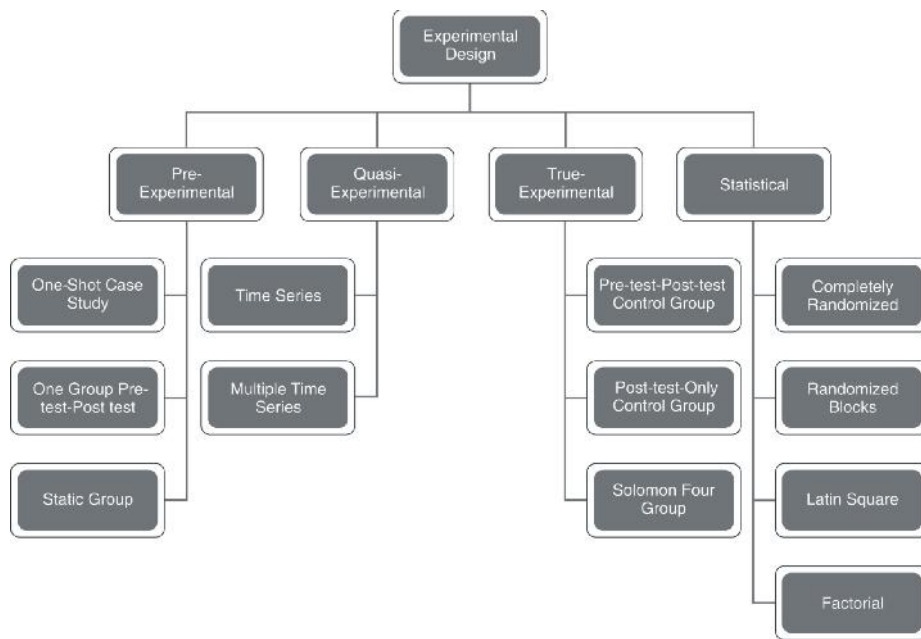 Experimental
Design
Pre-
Experimental
Quasi-
Experimental
True-
Experimental
Statistical
One-Shot Case
Study
Time Series
Pre-test-Post-test
Control Group
Completely
Randomized
One Group Pre-
test-Post test
Multiple Time
Series
Post-test-Only
Control Group
Randomized
Blocks
Static Group
Solomon Four
Group
Latin Square
Factorial